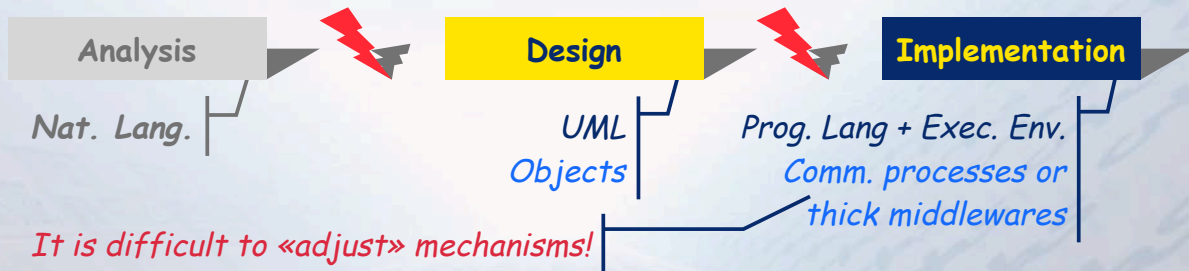 Analysis
Design
Implementation
Nat. Lang.
UML
Prog. Lang + Exec. Env.
Objects
Comm. processes or
thick middlewares
It is difficult to «adjust» mechanisms!